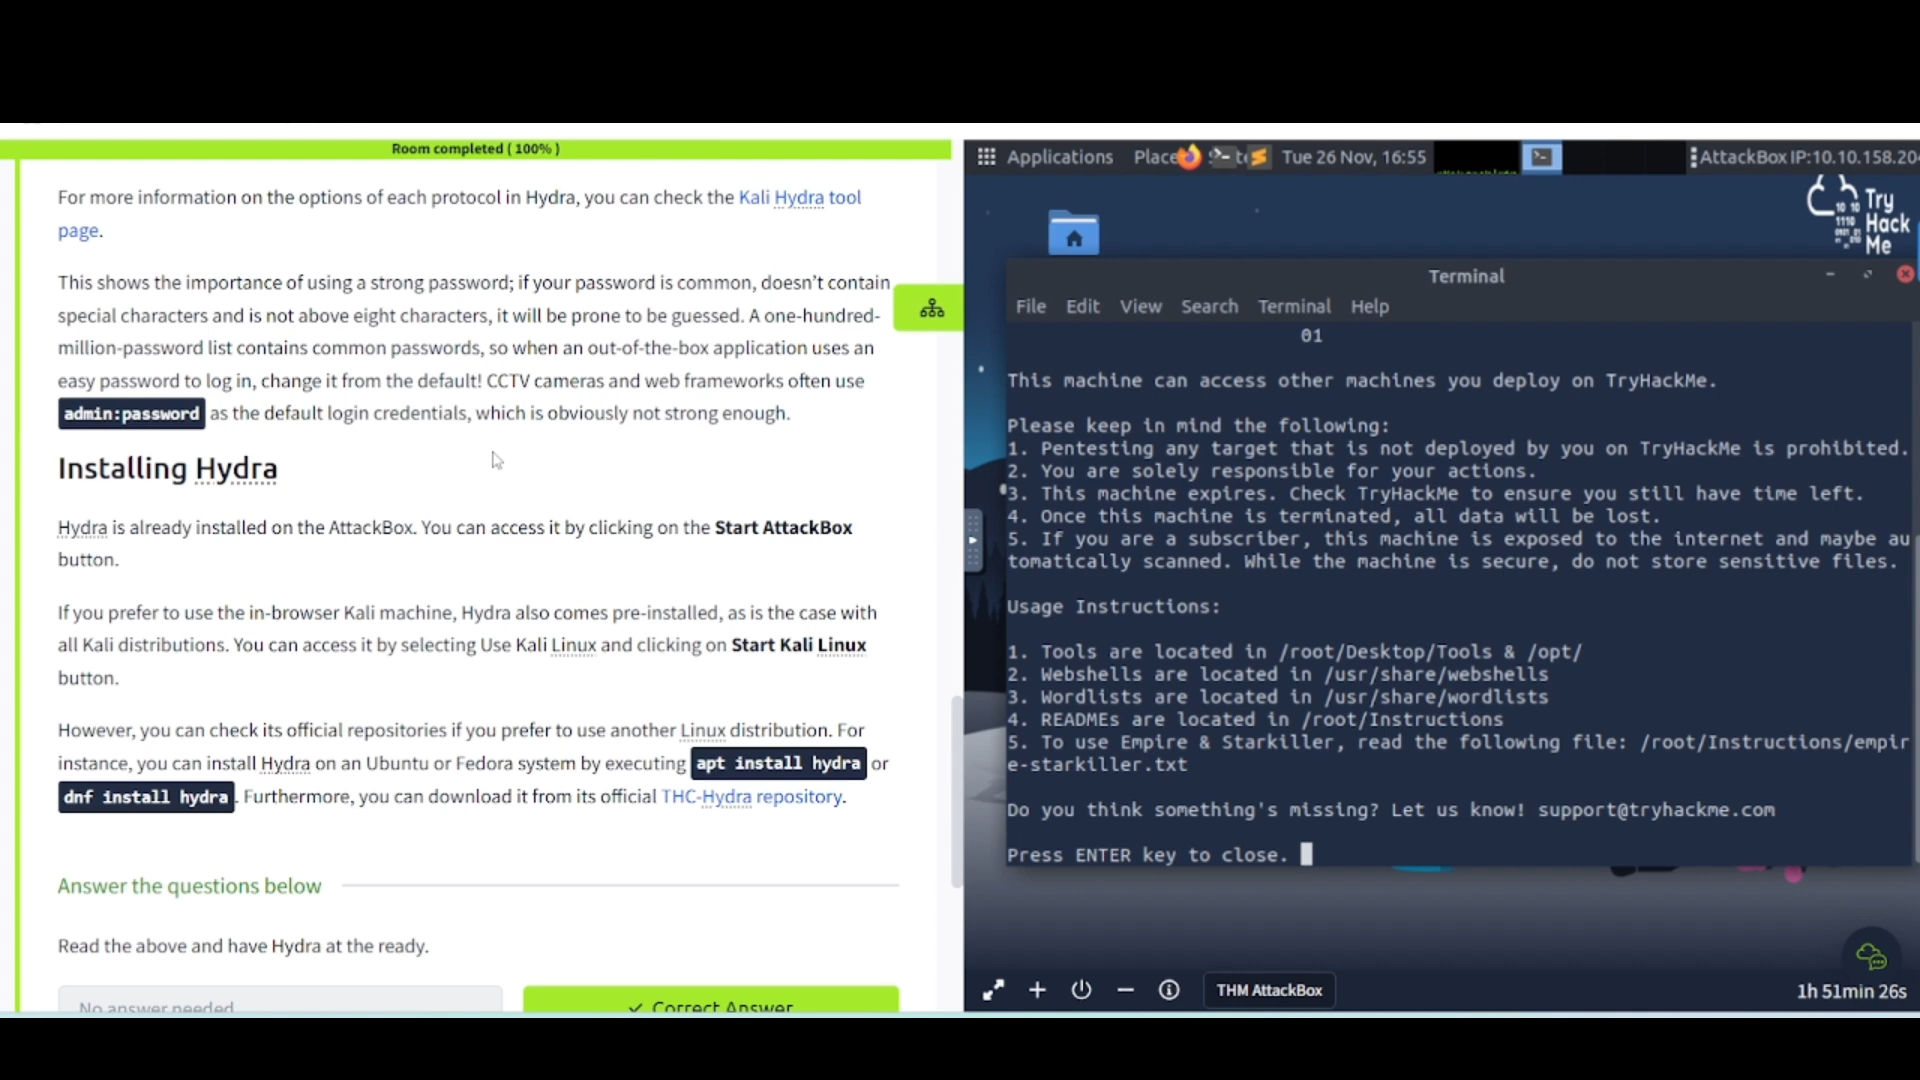 Room completed ( 100% )
For more information on the options of each protocol in Hydra, you can check the Kali Hydra tool
page.
This shows the importance of using a strong password; if your password is common, doesn’t contain
special characters and is not above eight characters, it will be prone to be guessed. A one-hundred-
million-password list contains common passwords, so when an out-of-the-box application uses an
easy password to log in, change it from the default! CCTV cameras and web frameworks often use
admin:password as the default login credentials, which is obviously not strong enough.
Installing Hydra
Hydra is already installed on the AttackBox. You can access it by clicking on the Start AttackBox
button.
If you prefer to use the in-browser Kali machine, Hydra also comes pre-installed, as is the case with
all Kali distributions. You can access it by selecting Use Kali Linux and clicking on Start Kali Linux
button.
However, you can check its official repositories if you prefer to use another Linux distribution. For
instance, you can install Hydra on an Ubuntu or Fedora system by executing apt install hydra or
dnf install hydra. Furthermore, you can download it from its official THC-Hydra repository.
Answer the questions below
Read the above and have Hydra at the ready.
No answer needed
Correct Answer
Applications Place Tue 26 Nov, 16:55 AttackBox IP:10.10.158.204
Try
Hack
Me
Terminal
File Edit View Search Terminal Help
01
This machine can access other machines you deploy on TryHackMe.
Please keep in mind the following:
1. Pentesting any target that is not deployed by you on TryHackMe is prohibited.
2. You are solely responsible for your actions.
3. This machine expires. Check TryHackMe to ensure you still have time left.
4. Once this machine is terminated, all data will be lost.
5. If you are a subscriber, this machine is exposed to the internet and maybe au
tomatically scanned. While the machine is secure, do not store sensitive files.
Usage Instructions:
1. Tools are located in /root/Desktop/Tools & /opt/
2. Webshells are located in /usr/share/webshells
3. Wordlists are located in /usr/share/wordlists
4. READMEs are located in /root/Instructions
5. To use Empire & Starkiller, read the following file: /root/Instructions/empir
e-starkiller.txt
Do you think something's missing? Let us know! support@tryhackme.com
Press ENTER key to close.
THM AttackBox
1h 51min 26s